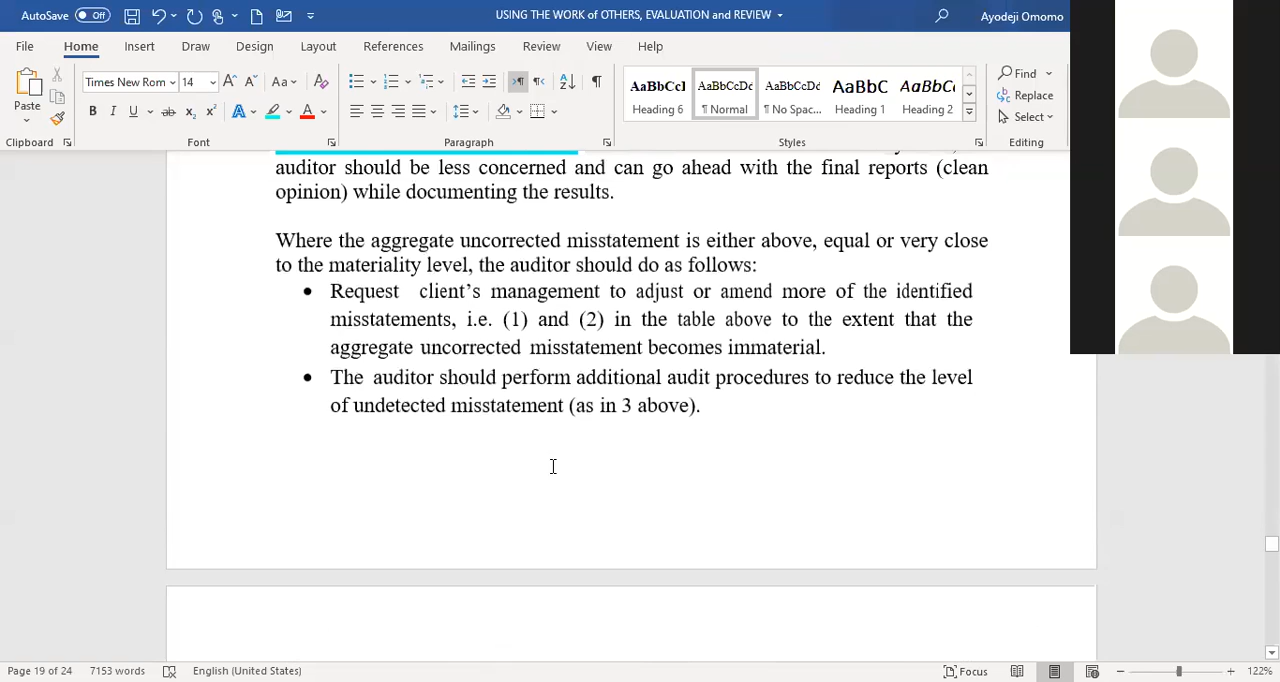 AutoSave Off USING THE WORK of OTHERS, EVALUATION and REVIEW Ayodeji Omomo
File Home Insert Draw Design Layout References Mailings Review View Help
Times New Rom 14 Aa AaBbCcI AaBbCcDc AaBbCcDd AaBbC AaBbC Find
Paste B I U ab x₂ x² A A Heading 6 ¶ Normal ¶ No Spac... Heading 1 Heading 2 Replace
Select
Clipboard Font Paragraph Styles Editing
auditor should be less concerned and can go ahead with the final reports (clean
opinion) while documenting the results.
Where the aggregate uncorrected misstatement is either above, equal or very close
to the materiality level, the auditor should do as follows:
• Request client’s management to adjust or amend more of the identified
misstatements, i.e. (1) and (2) in the table above to the extent that the
aggregate uncorrected misstatement becomes immaterial.
• The auditor should perform additional audit procedures to reduce the level
of undetected misstatement (as in 3 above).
Page 19 of 24 7153 words English (United States) Focus 122%